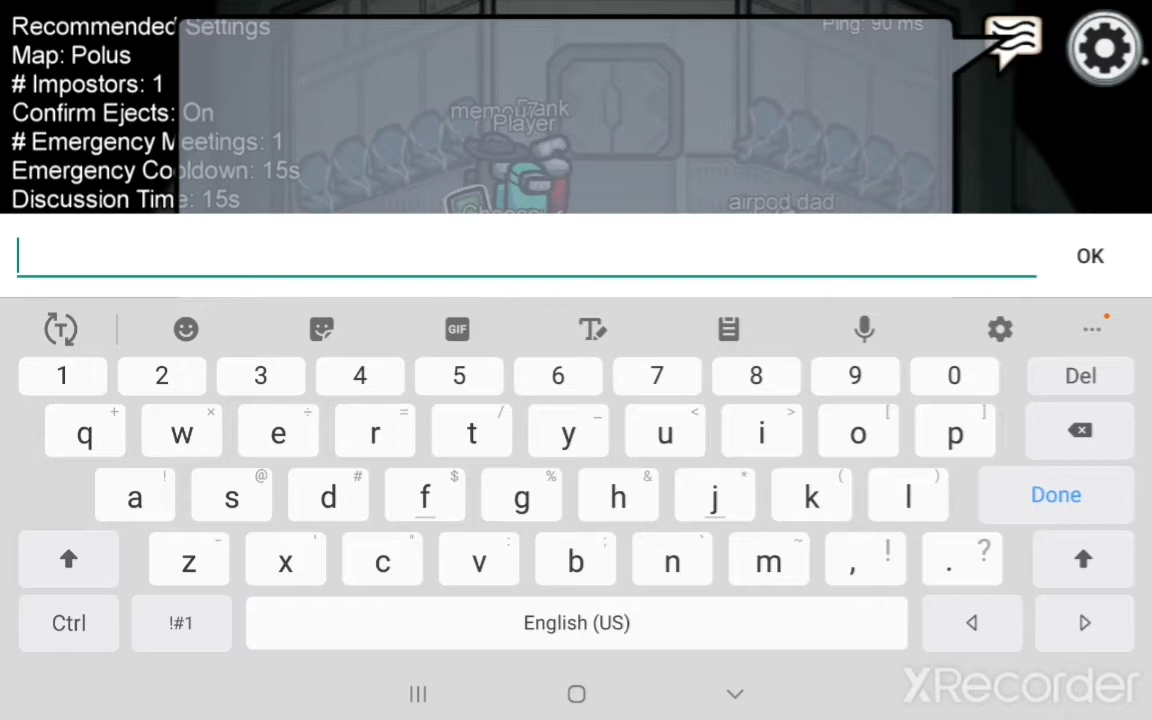 Recommended Settings
Ping: 90 ms
Map: Polus
# Impostors: 1
Confirm Ejects: On
# Emergency Meetings: 1
Emergency Cooldown: 15s
Discussion Time: 15s
Player
airpod dad
OK
T
GIF
T
1 2 3 4 5 6 7 8 9 0 Del
+ × ÷ = / _ < > [ ]
q w e r t y u i o p
! @ # $ % & * ( )
a s d f g h j k l Done
- ' " : ; ` ~ ! ?
z x c v b n m , .
Ctrl !#1 English (US)
XRecorder